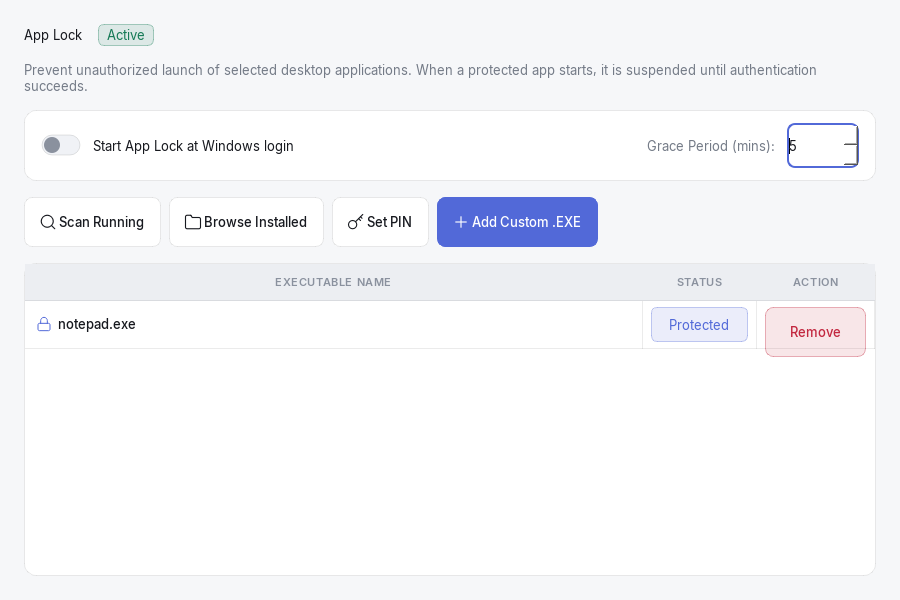 App Lock Active
Prevent unauthorized launch of selected desktop applications. When a protected app starts, it is suspended until authentication
succeeds.
Start App Lock at Windows login Grace Period (mins): 5
Scan Running Browse Installed Set PIN Add Custom .EXE
EXECUTABLE NAME STATUS ACTION
notepad.exe Protected Remove